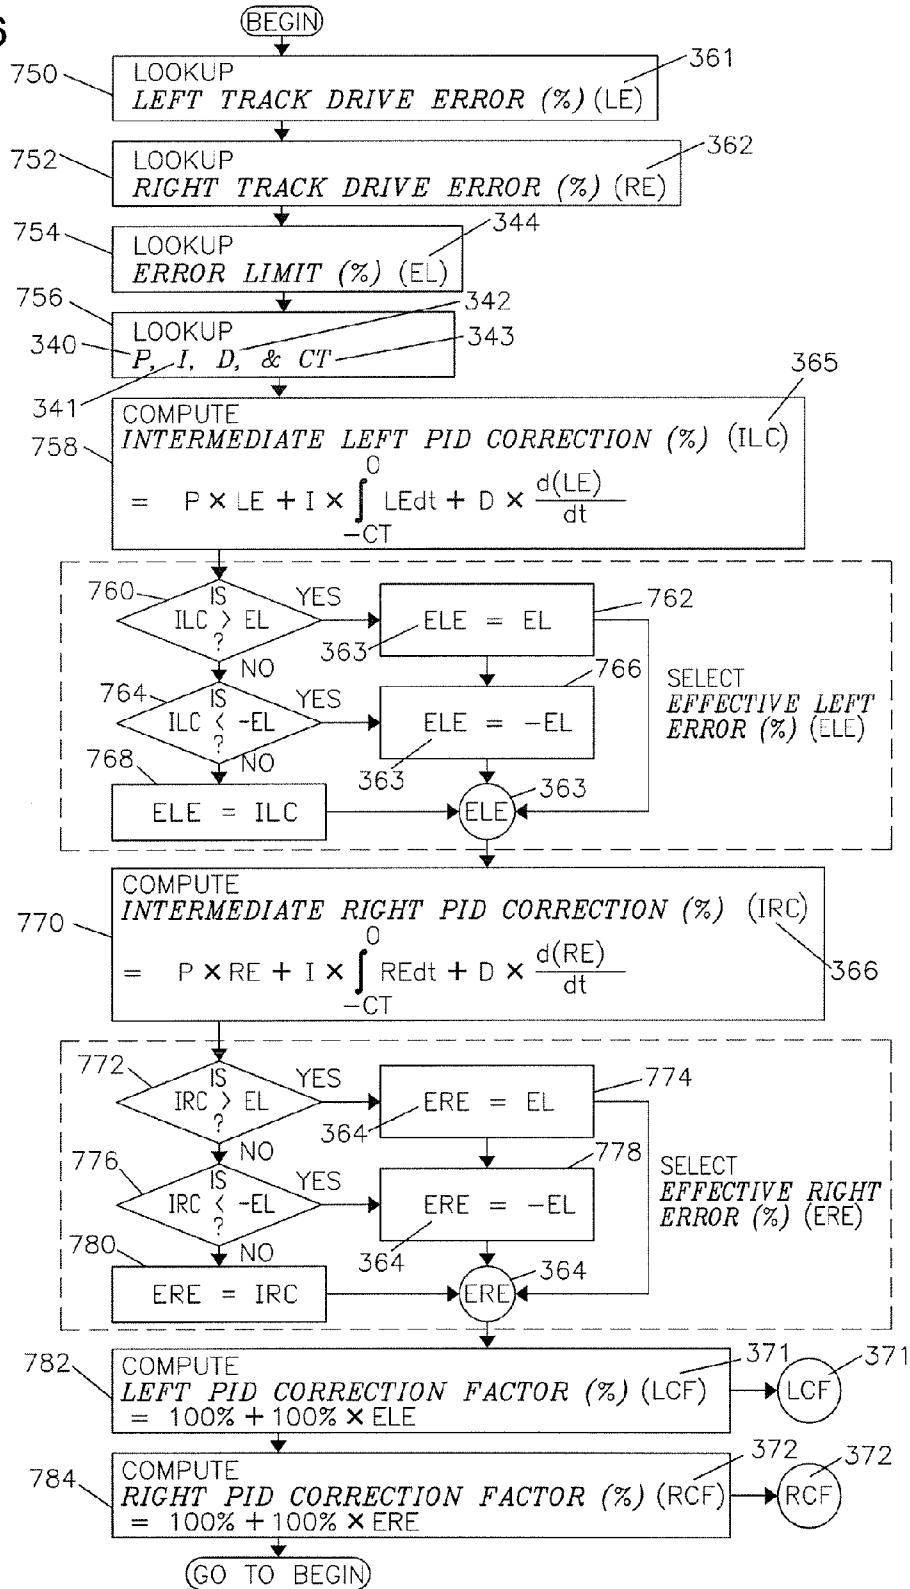 6
BEGIN
750
361
LOOKUP
LEFT TRACK DRIVE ERROR (%) (LE)
752
362
LOOKUP
RIGHT TRACK DRIVE ERROR (%) (RE)
754
344
LOOKUP
ERROR LIMIT (%) (EL)
756
342
LOOKUP
340
343
P, I, D, & CT
341
365
COMPUTE
INTERMEDIATE LEFT PID CORRECTION (%) (ILC)
758
= P × LE + I × ∫ 0 -CT LEdt + D × d(LE)/dt
760
IS ILC > EL ?
YES
762
ELE = EL
363
NO
764
IS ILC < -EL ?
YES
766
ELE = -EL
363
SELECT
EFFECTIVE LEFT
ERROR (%) (ELE)
NO
768
ELE = ILC
363
ELE
COMPUTE
INTERMEDIATE RIGHT PID CORRECTION (%) (IRC)
770
= P × RE + I × ∫ 0 -CT REdt + D × d(RE)/dt
366
772
IS IRC > EL ?
YES
774
ERE = EL
364
NO
776
IS IRC < -EL ?
YES
778
ERE = -EL
364
SELECT
EFFECTIVE RIGHT
ERROR (%) (ERE)
NO
780
ERE = IRC
364
ERE
782
COMPUTE
371
371
LEFT PID CORRECTION FACTOR (%) (LCF)
LCF
= 100% + 100% × ELE
COMPUTE
372
372
784
RIGHT PID CORRECTION FACTOR (%) (RCF)
RCF
= 100% + 100% × ERE
GO TO BEGIN